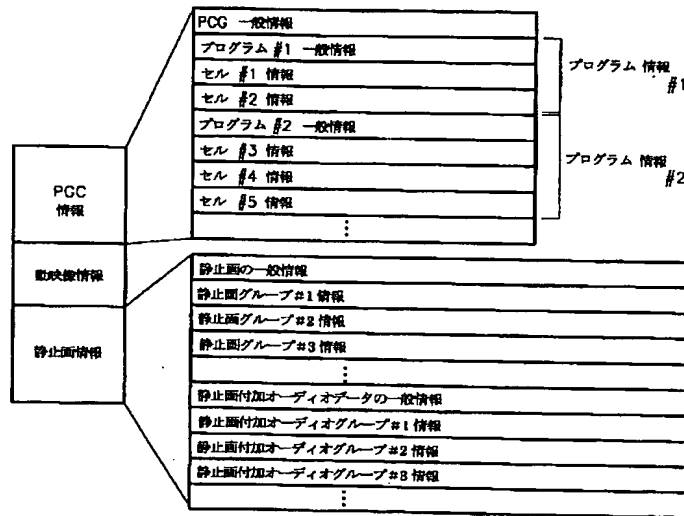 PCG 一般情報
プログラム #1 一般情報
セル #1 情報
セル #2 情報
プログラム #2 一般情報
セル #3 情報
セル #4 情報
セル #5 情報
⋮
プログラム 情報
#1
プログラム 情報
#2
PGC
情報
動映像情報
静止画情報
静止画の一般情報
静止画グループ#1 情報
静止画グループ#2 情報
静止画グループ#3 情報
⋮
静止画付加オーディオデータの一般情報
静止画付加オーディオグループ#1 情報
静止画付加オーディオグループ#2 情報
静止画付加オーディオグループ#3 情報
⋮